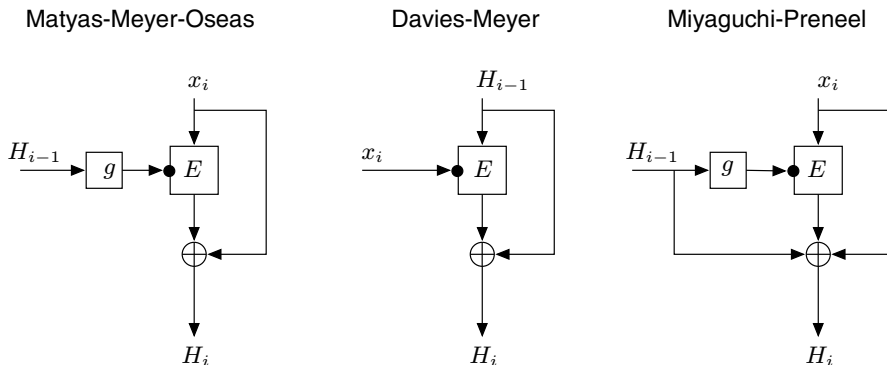 Matyas-Meyer-Oseas
Davies-Meyer
Miyaguchi-Preneel
x_i
H_{i-1}
x_i
H_{i-1}
g
E
x_i
E
H_{i-1}
g
E
H_i
H_i
H_i